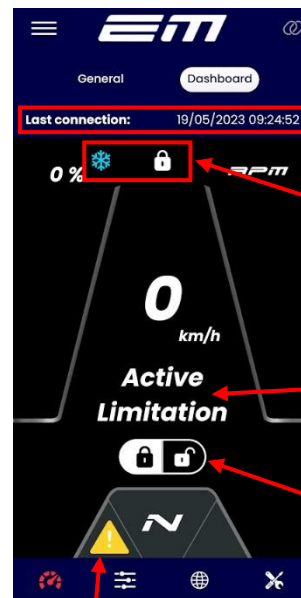 EM
General Dashboard
Last connection: 19/05/2023 09:24:52
0 % RPM
0
km/h
Active
Limitation
N